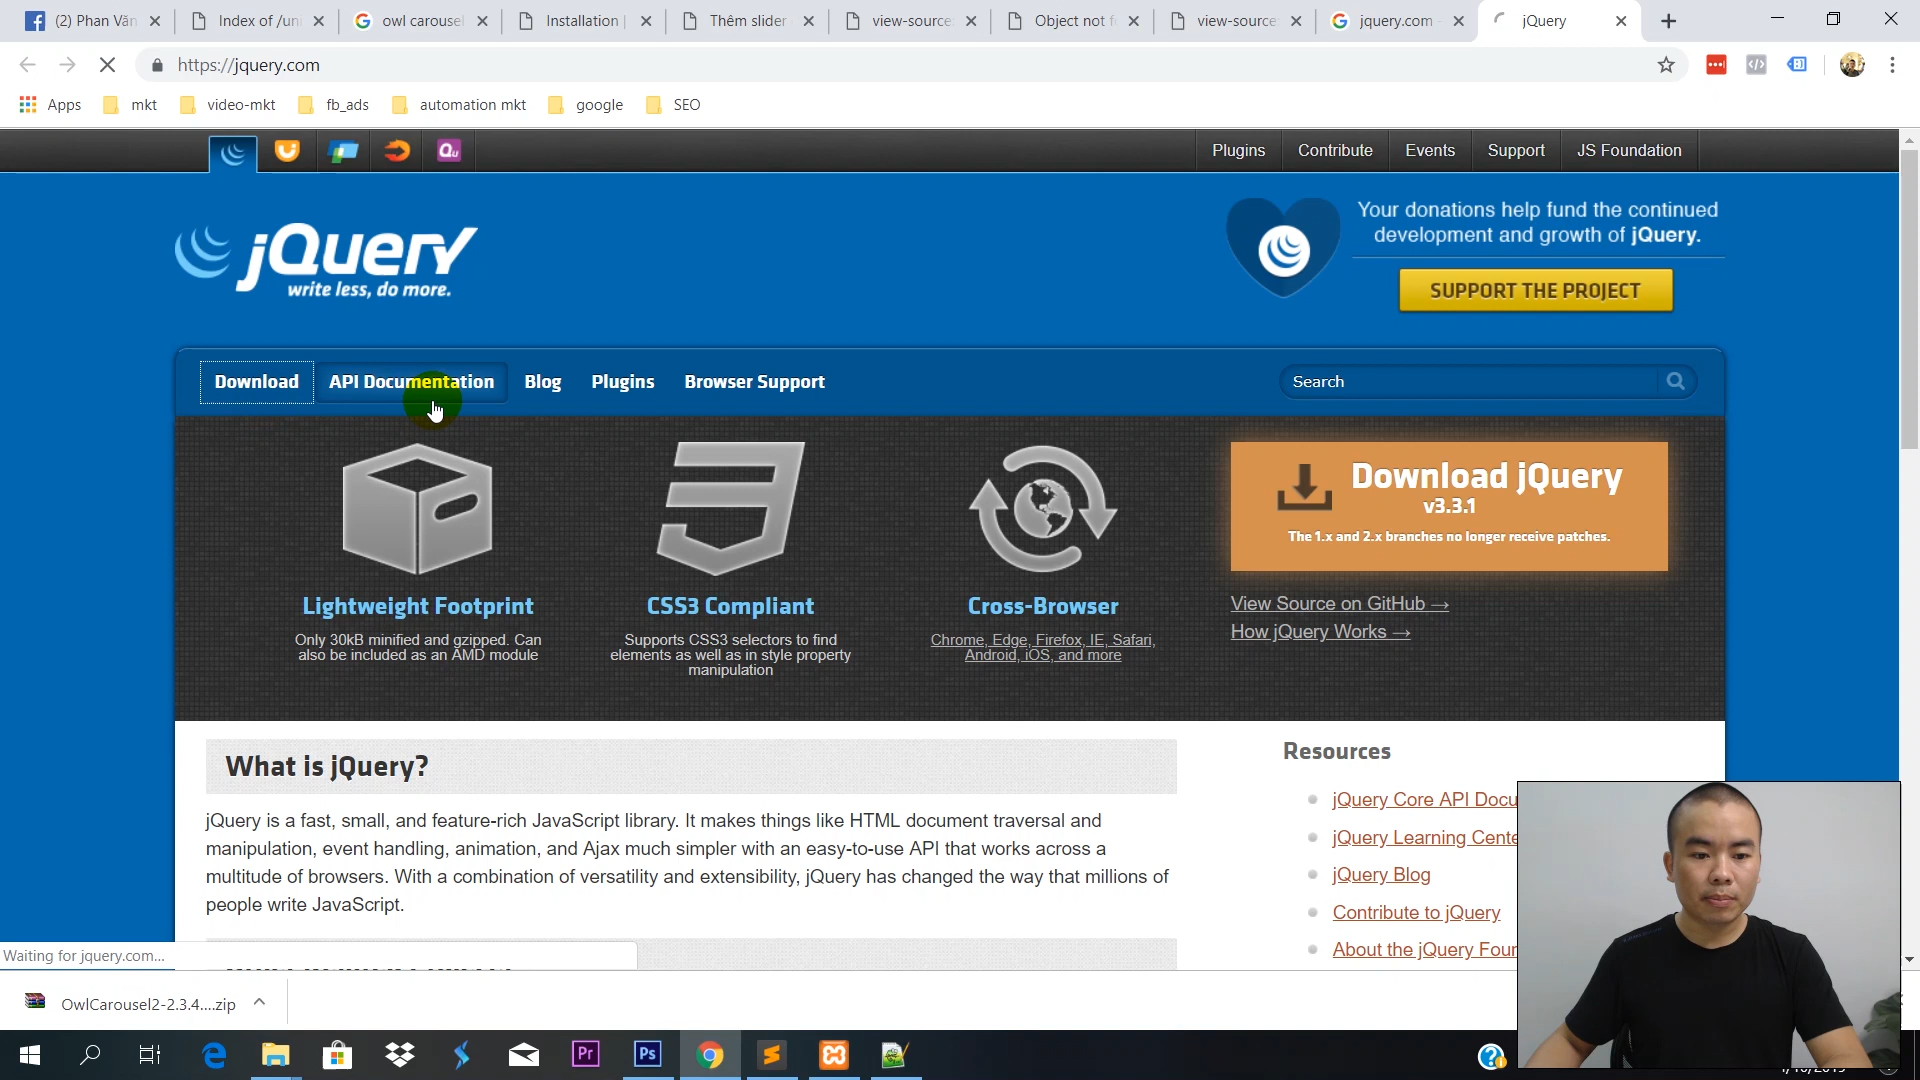 (2) Phan Văn
Index of /uni
owl carousel
Installation |
Thêm slider
view-source:
Object not f
view-source:
jquery.com -
jQuery
https://jquery.com
Apps
mkt
video-mkt
fb_ads
automation mkt
google
SEO
Qu
Plugins
Contribute
Events
Support
JS Foundation
jQuery
write less, do more.
Your donations help fund the continued
development and growth of jQuery.
SUPPORT THE PROJECT
Download
API Documentation
Blog
Plugins
Browser Support
Search
Lightweight Footprint
Only 30kB minified and gzipped. Can
also be included as an AMD module
CSS3 Compliant
Supports CSS3 selectors to find
elements as well as in style property
manipulation
Cross-Browser
Chrome, Edge, Firefox, IE, Safari,
Android, iOS, and more
Download jQuery
v3.3.1
The 1.x and 2.x branches no longer receive patches.
View Source on GitHub →
How jQuery Works →
What is jQuery?
jQuery is a fast, small, and feature-rich JavaScript library. It makes things like HTML document traversal and
manipulation, event handling, animation, and Ajax much simpler with an easy-to-use API that works across a
multitude of browsers. With a combination of versatility and extensibility, jQuery has changed the way that millions of
people write JavaScript.
Resources
jQuery Core API Docu
jQuery Learning Cente
jQuery Blog
Contribute to jQuery
About the jQuery Foun
Waiting for jquery.com...
OwlCarousel2-2.3.4....zip
Pr
Ps